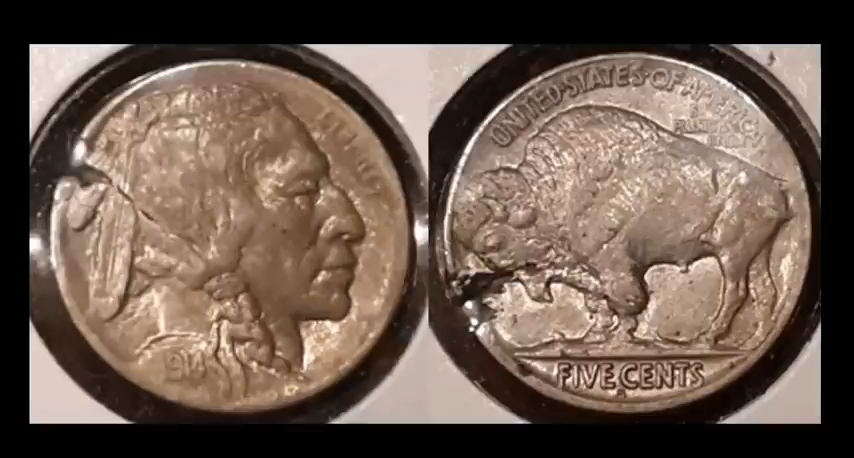 LIBERTY
1914
UNITED·STATES·OF·AMERICA
E
PLURIBUS
UNUM
FIVE CENTS